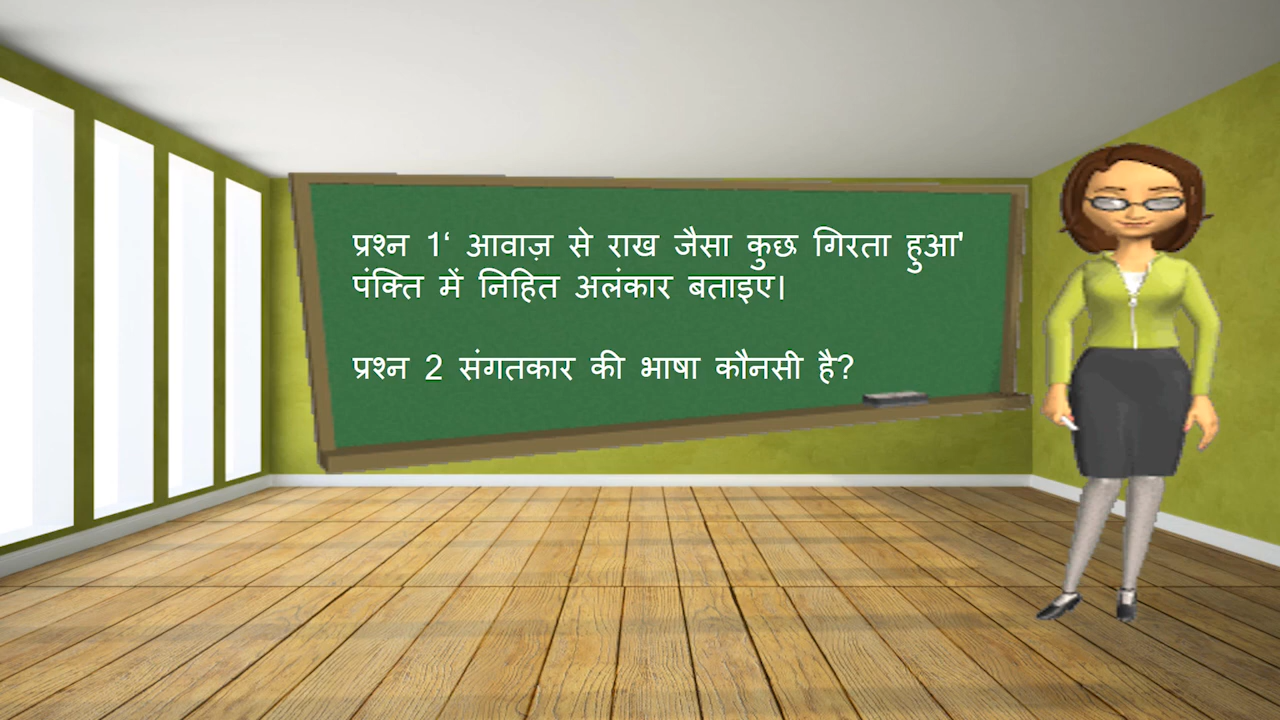 प्रश्न 1‘ आवाज़ से राख जैसा कुछ गिरता हुआ'
पंक्ति में निहित अलंकार बताइए।
प्रश्न 2 संगतकार की भाषा कौनसी है?